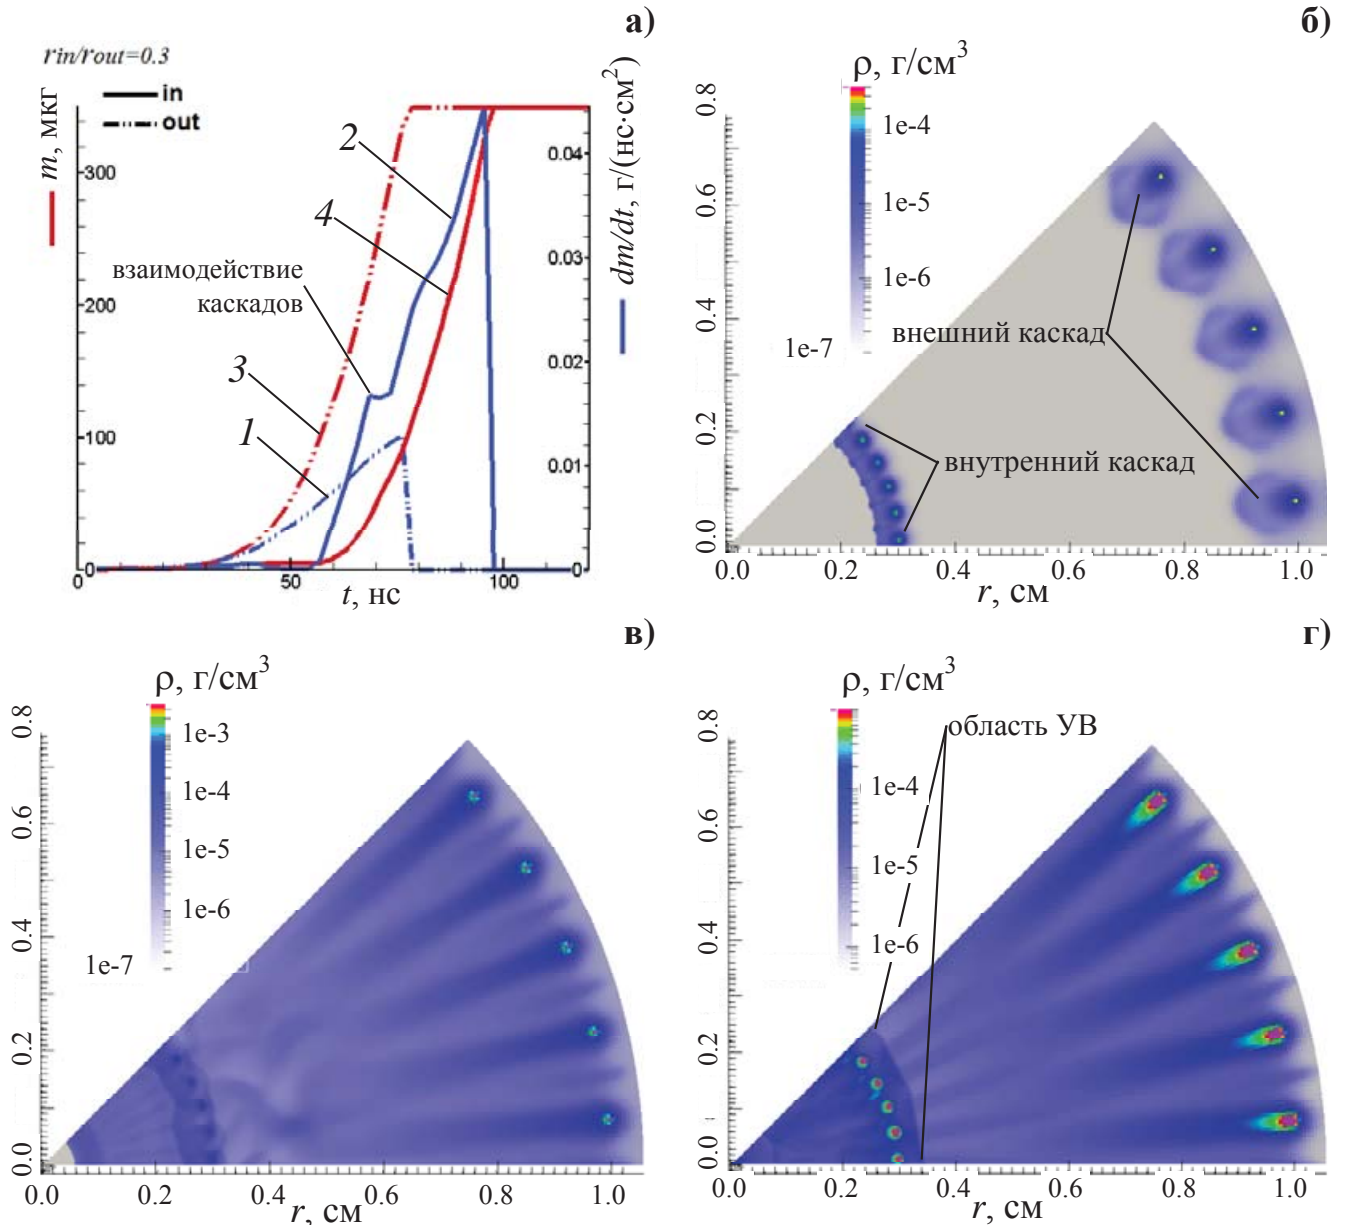 а)
rin/rout=0.3
in
out
m, мкг
dm/dt, г/(нс·см²)
300
200
100
0
0.04
0.03
0.02
0.01
0
2
4
взаимодействие
каскадов
3
1
50
100
t, нс
б)
ρ, г/см³
1e-4
1e-5
1e-6
1e-7
0.8
0.6
0.4
0.2
0.0
внешний каскад
внутренний каскад
0.0 0.2 0.4 0.6 0.8 1.0
r, см
в)
ρ, г/см³
1e-3
1e-4
1e-5
1e-6
1e-7
0.8
0.6
0.4
0.2
0.0
0.0 0.2 0.4 0.6 0.8 1.0
r, см
г)
ρ, г/см³
область УВ
1e-4
1e-5
1e-6
0.8
0.6
0.4
0.2
0.0
0.0 0.2 0.4 0.6 0.8 1.0
r, см